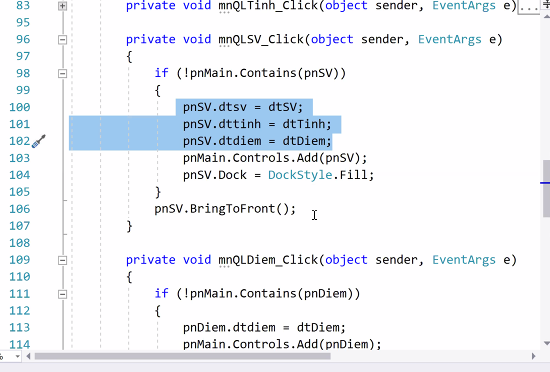 83 private void mnQLTinh_Click(object sender, EventArgs e)...
95
96 private void mnQLSV_Click(object sender, EventArgs e)
97 {
98 if (!pnMain.Contains(pnSV))
99 {
100 pnSV.dtsv = dtSV;
101 pnSV.dttinh = dtTinh;
102 pnSV.dtdiem = dtDiem;
103 pnMain.Controls.Add(pnSV);
104 pnSV.Dock = DockStyle.Fill;
105 }
106 pnSV.BringToFront();
107 }
108
109 private void mnQLDiem_Click(object sender, EventArgs e)
110 {
111 if (!pnMain.Contains(pnDiem))
112 {
113 pnDiem.dtdiem = dtDiem;
114 pnMain.Controls.Add(pnDiem);
%